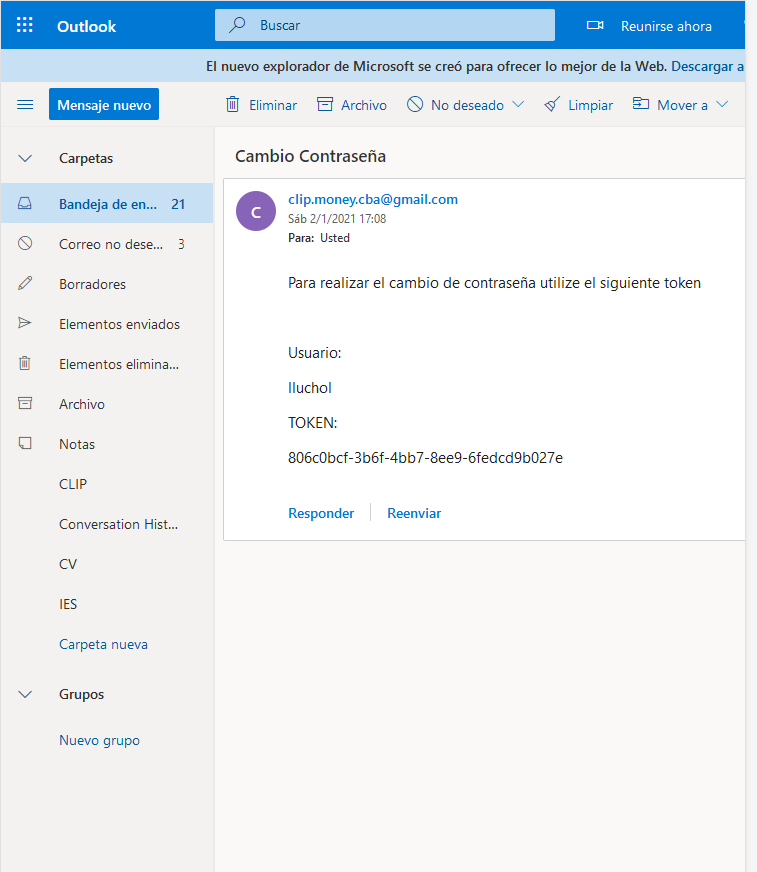 Outlook
Buscar
Reunirse ahora
El nuevo explorador de Microsoft se creó para ofrecer lo mejor de la Web. Descargar a
Mensaje nuevo
Eliminar
Archivo
No deseado
Limpiar
Mover a
Carpetas
Bandeja de en... 21
Correo no dese... 3
Borradores
Elementos enviados
Elementos elimina...
Archivo
Notas
CLIP
Conversation Hist...
CV
IES
Carpeta nueva
Grupos
Nuevo grupo
Cambio Contraseña
C
clip.money.cba@gmail.com
Sáb 2/1/2021 17:08
Para: Usted
Para realizar el cambio de contraseña utilize el siguiente token
Usuario:
lluchol
TOKEN:
806c0bcf-3b6f-4bb7-8ee9-6fedcd9b027e
Responder
Reenviar